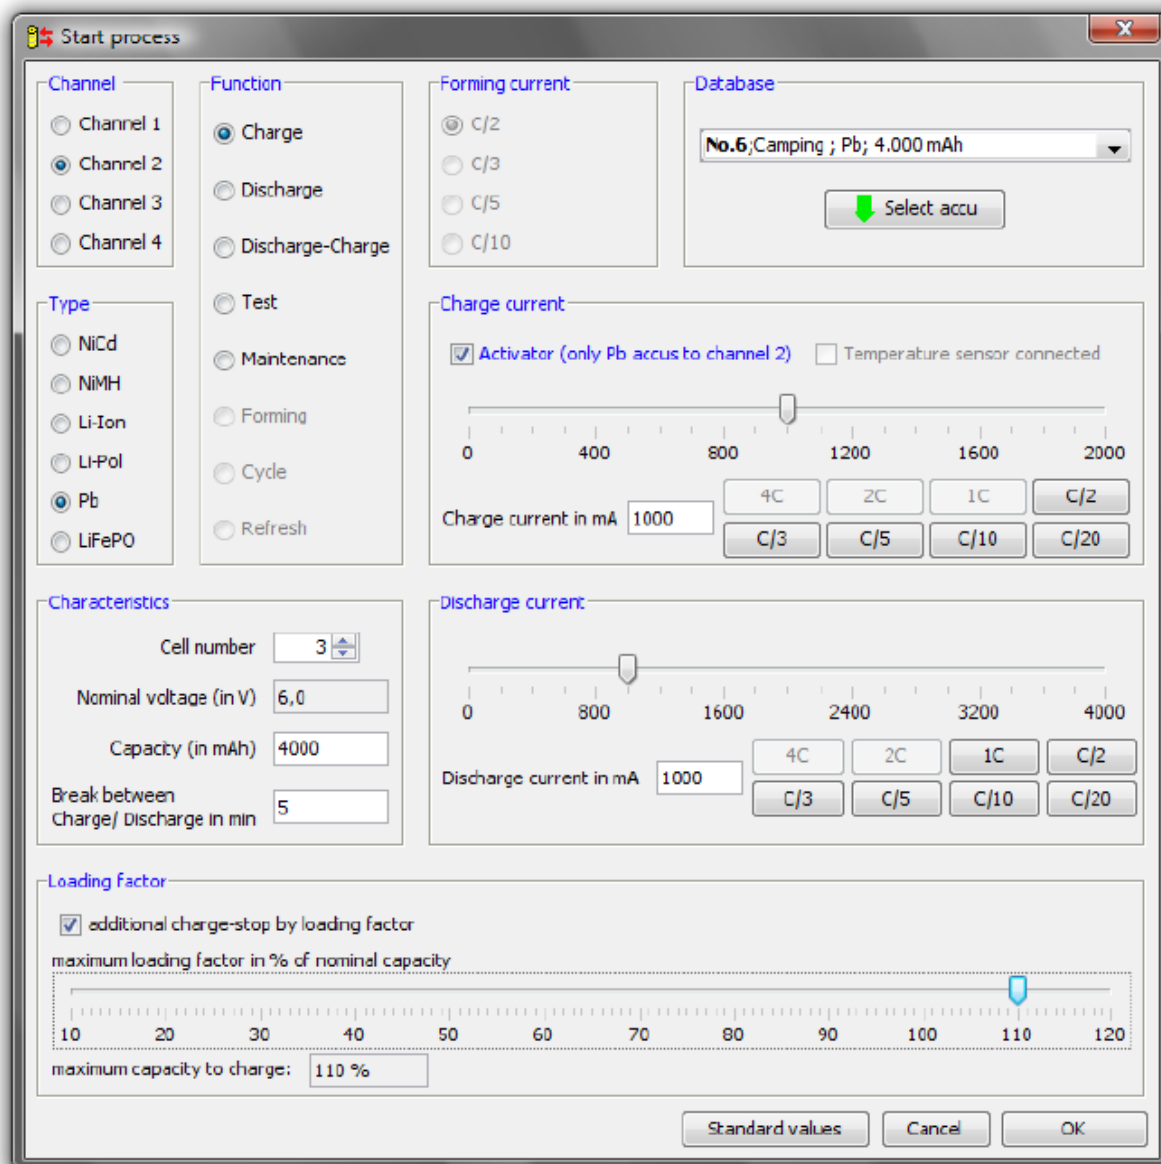 Start process
Channel
Channel 1
Channel 2
Channel 3
Channel 4
Function
Charge
Discharge
Discharge-Charge
Test
Maintenance
Forming
Cycle
Refresh
Forming current
C/2
C/3
C/5
C/10
Database
No.6;Camping ; Pb; 4.000 mAh
Select accu
Type
NiCd
NiMH
Li-Ion
Li-Pol
Pb
LiFePO
Charge current
Activator (only Pb accus to channel 2)
Temperature sensor connected
0 400 800 1200 1600 2000
Charge current in mA 1000
4C 2C 1C C/2
C/3 C/5 C/10 C/20
Characteristics
Cell number 3
Nominal voltage (in V) 6,0
Capacity (in mAh) 4000
Break between
Charge/ Discharge in min 5
Discharge current
0 800 1600 2400 3200 4000
Discharge current in mA 1000
4C 2C 1C C/2
C/3 C/5 C/10 C/20
Loading factor
additional charge-stop by loading factor
maximum loading factor in % of nominal capacity
10 20 30 40 50 60 70 80 90 100 110 120
maximum capacity to charge: 110 %
Standard values Cancel OK